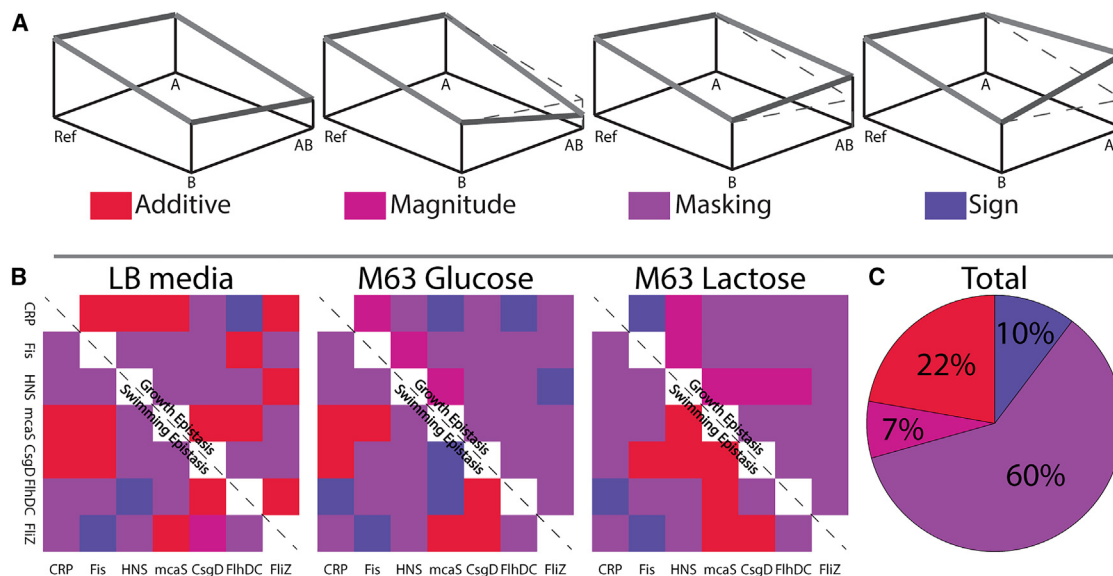 A
Ref
A
B
AB
Ref
A
B
AB
Ref
A
B
AB
Ref
A
B
A
Additive
Magnitude
Masking
Sign
B
LB media
M63 Glucose
M63 Lactose
C
Total
CRP
Fis
HNS
mcaS
CsgD
FlhDC
FliZ
Growth Epistasis
Swimming Epistasis
Growth Epistasis
Swimming Epistasis
Growth Epistasis
Swimming Epistasis
CRP Fis HNS mcaS CsgD FlhDC FliZ
CRP Fis HNS mcaS CsgD FlhDC FliZ
CRP Fis HNS mcaS CsgD FlhDC FliZ
10%
22%
7%
60%